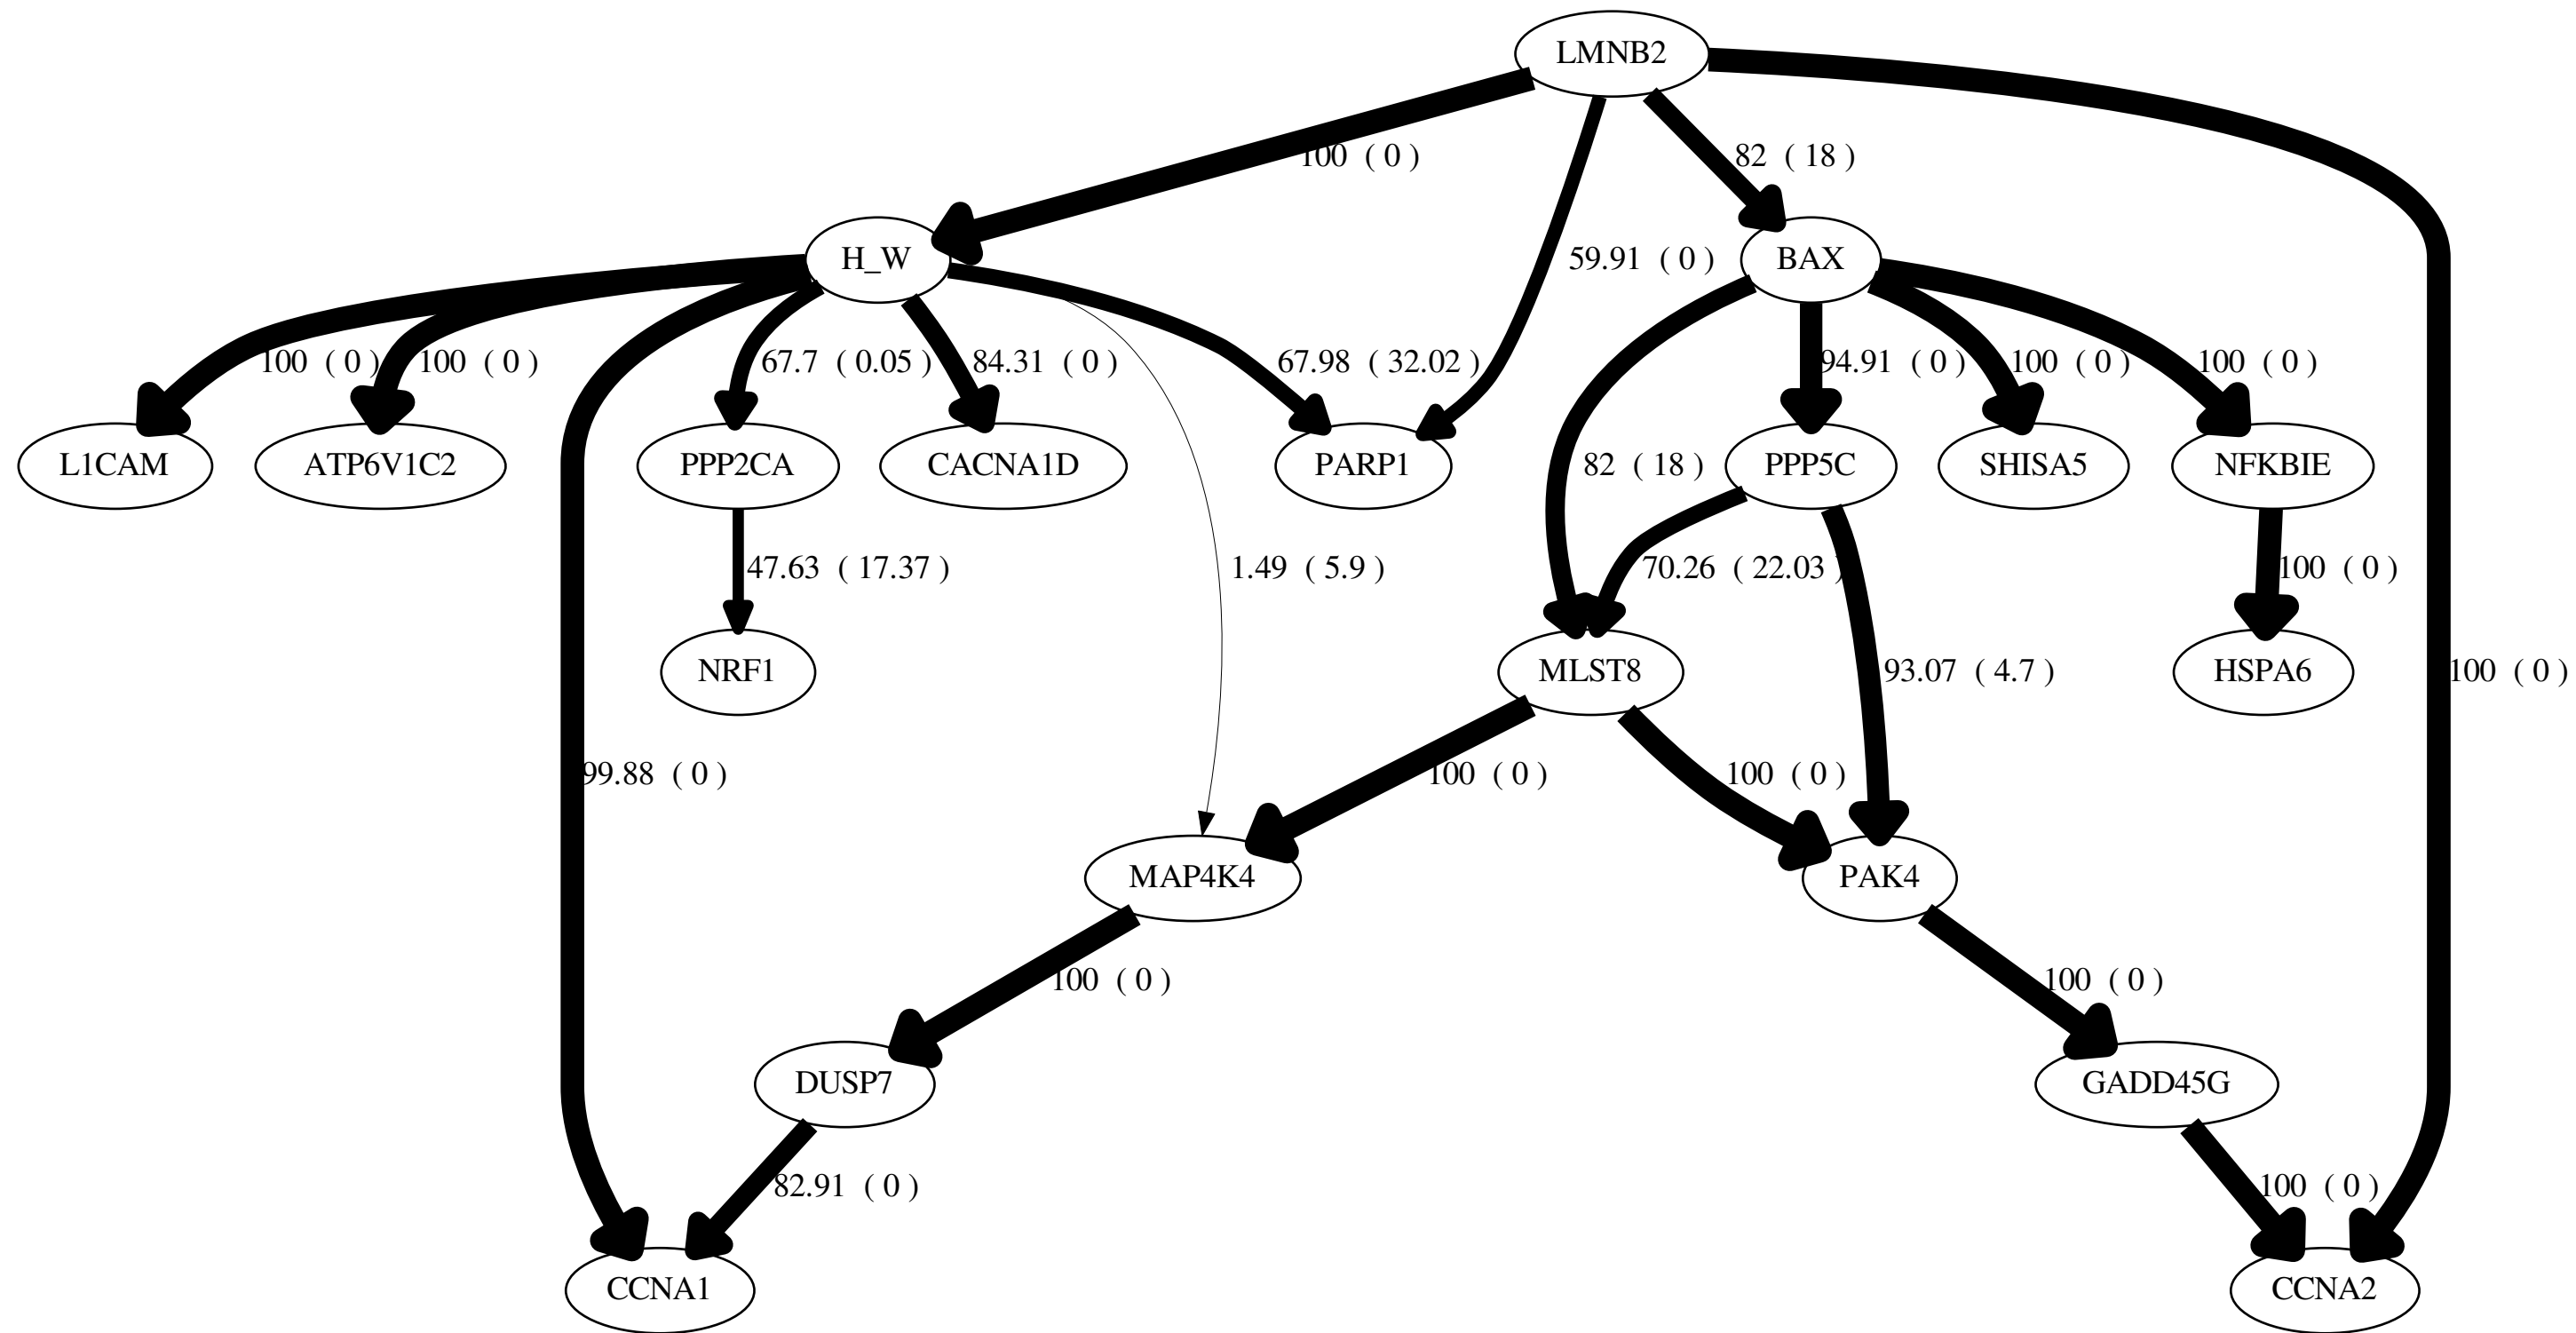 LMNB2
100 ( 0 )
82 ( 18 )
H_W
59.91 ( 0 )
BAX
100 ( 0 )
100 ( 0 )
67.7 ( 0.05 )
84.31 ( 0 )
67.98 ( 32.02 )
94.91 ( 0 )
100 ( 0 )
100 ( 0 )
L1CAM
ATP6V1C2
PPP2CA
CACNA1D
PARP1
82 ( 18 )
PPP5C
SHISA5
NFKBIE
47.63 ( 17.37 )
1.49 ( 5.9 )
70.26 ( 22.03 )
100 ( 0 )
NRF1
MLST8
93.07 ( 4.7 )
HSPA6
100 ( 0 )
99.88 ( 0 )
100 ( 0 )
100 ( 0 )
MAP4K4
PAK4
100 ( 0 )
100 ( 0 )
DUSP7
GADD45G
82.91 ( 0 )
100 ( 0 )
CCNA1
CCNA2